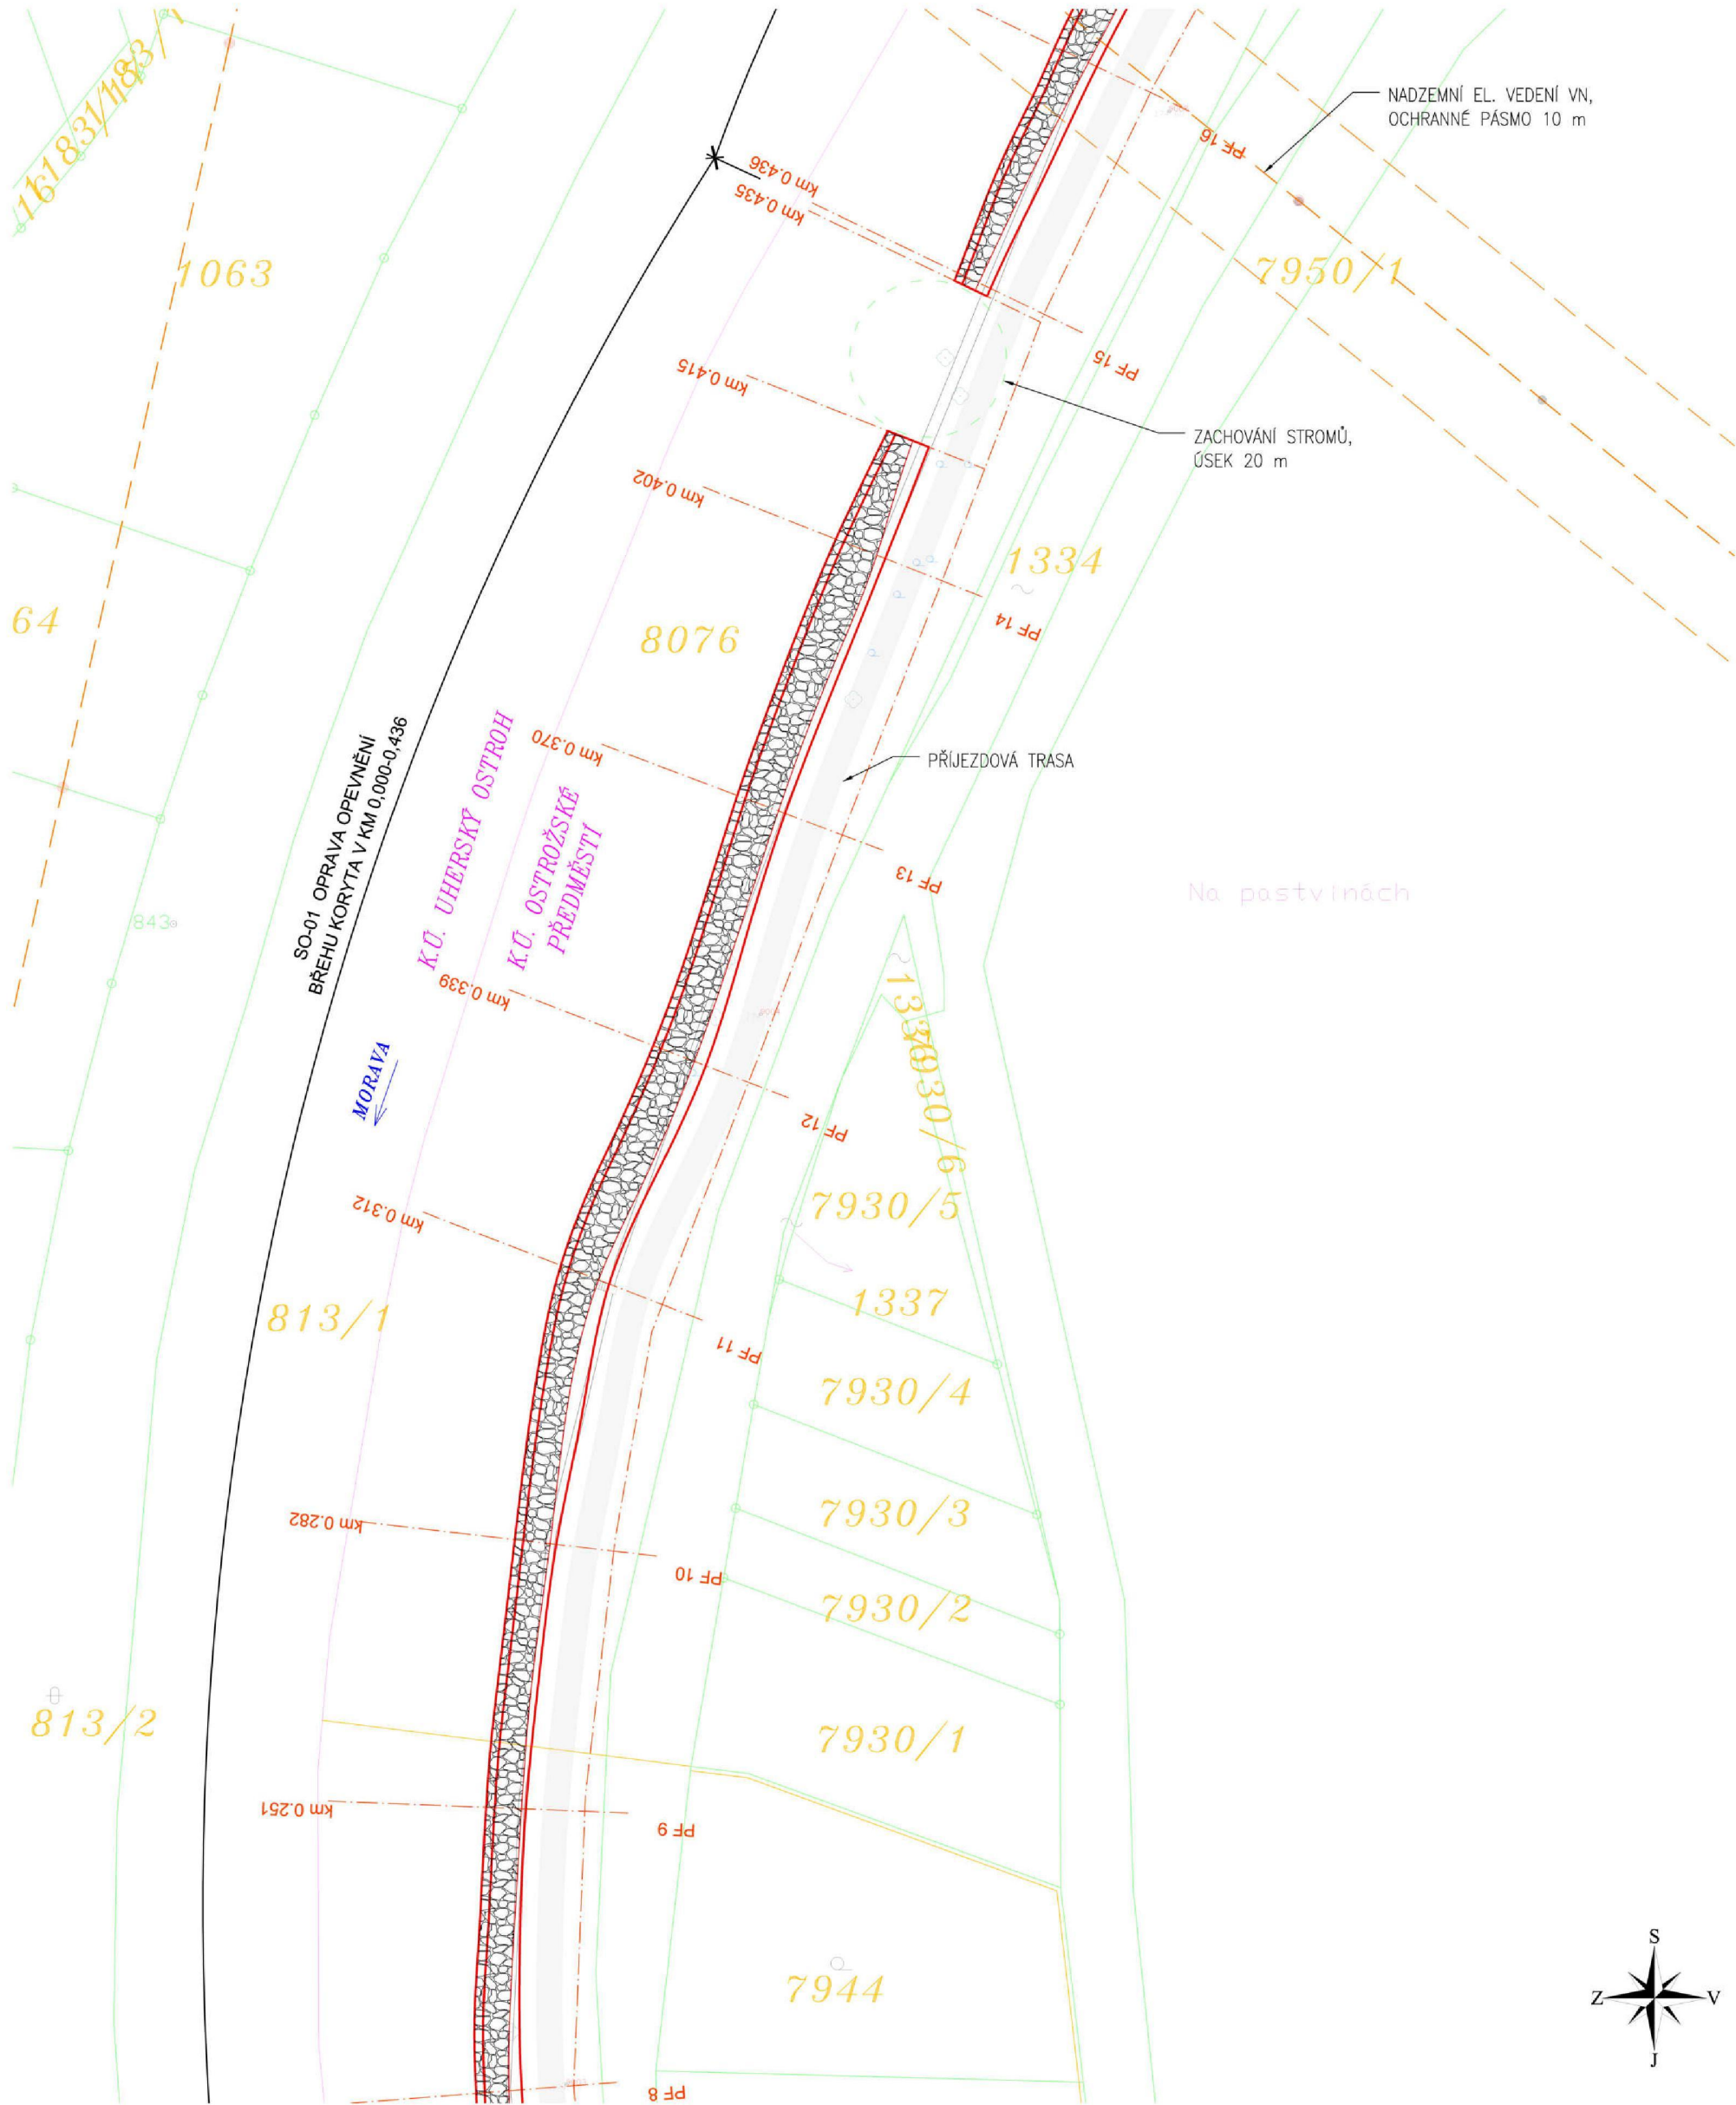 NADZEMNÍ EL. VEDENÍ VN,
OCHRANNÉ PÁSMO 10 m
PF 16
km 0.436
km 0.435
1063
7950/1
PF 15
km 0.415
ZACHOVÁNÍ STROMŮ,
ÚSEK 20 m
km 0.402
1334
64
PF 14
8076
km 0.370
PŘÍJEZDOVÁ TRASA
SO-01 OPRAVA OPEVNĚNÍ
BŘEHU KORYTA V KM 0,000-0,436
K.Ú. UHERSKÝ OSTROH
K.Ú. OSTROŽSKÉ
PŘEDMĚSTÍ
PF 13
Na pastvinách
843
km 0.339
MORAVA
PF 12
7930/6
km 0.312
7930/5
813/1
1337
PF 11
7930/4
km 0.282
7930/3
PF 10
7930/2
813/2
7930/1
km 0.251
PF 9
7944
S
Z
V
J
PF 8